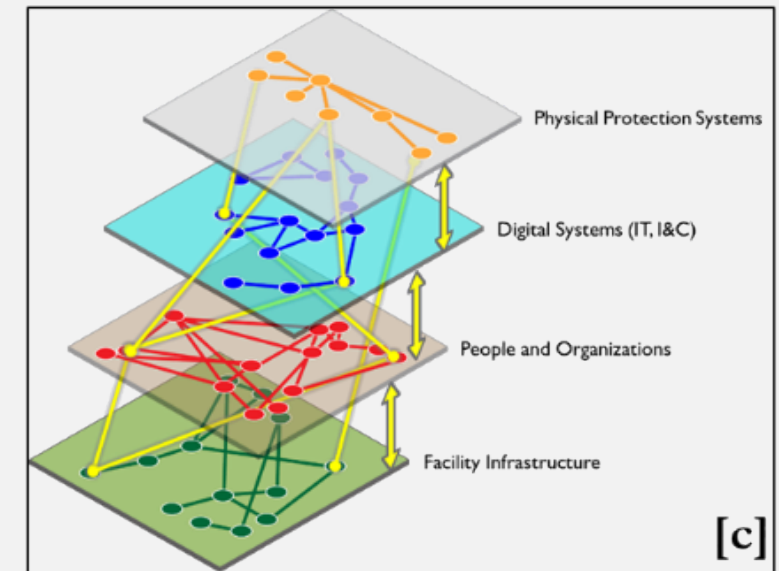 Physical Protection Systems
Digital Systems (IT, I&C)
People and Organizations
Facility Infrastructure
[c]